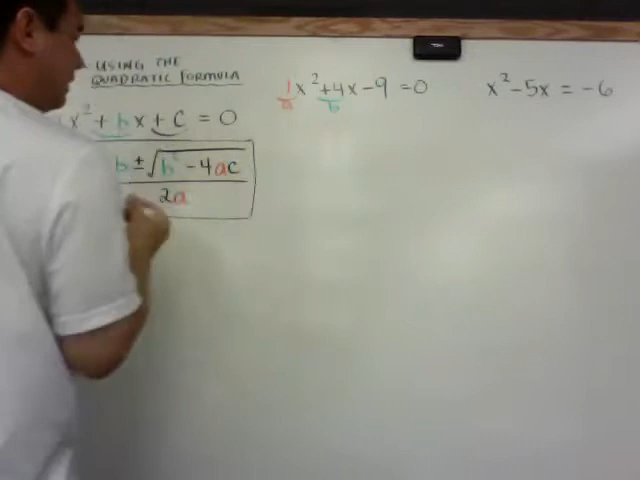 USING THE
QUADRATIC FORMULA
x² + bx + c = 0
b ± √b² - 4ac
2a
1x² + 4x - 9 = 0
a b
x² - 5x = -6